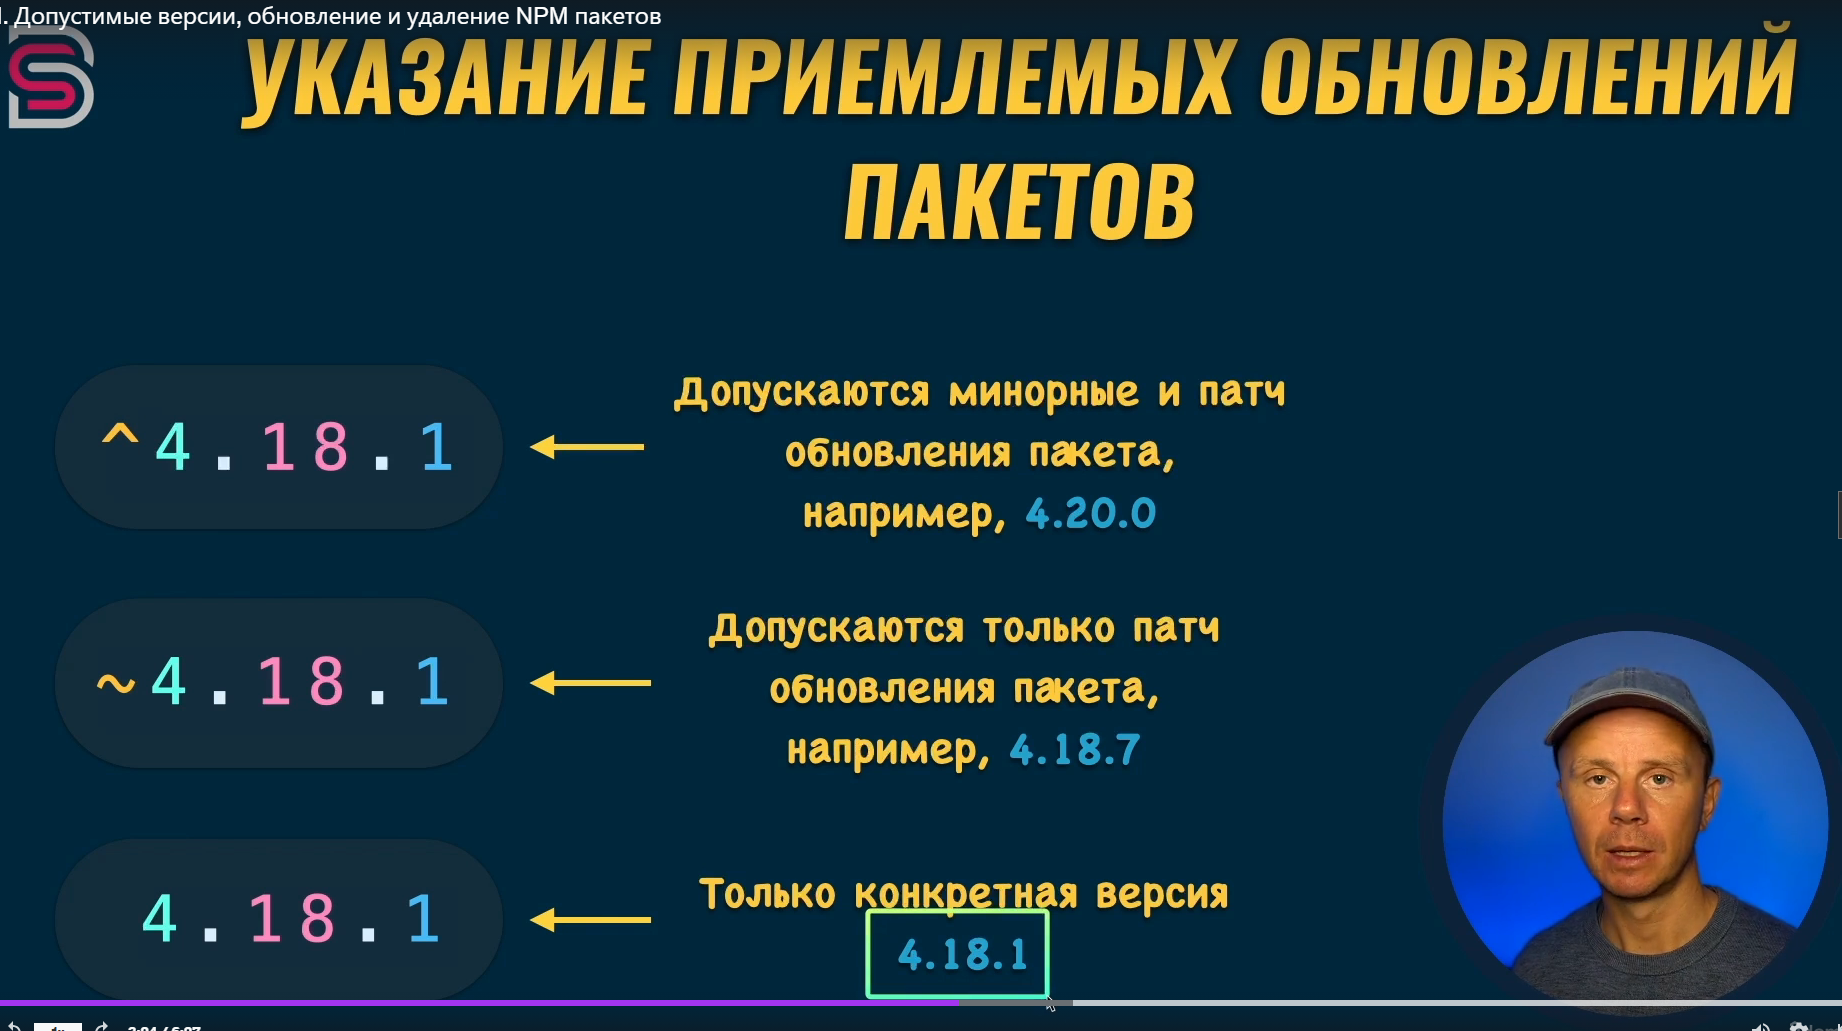 . Допустимые версии, обновление и удаление NPM пакетов
УКАЗАНИЕ ПРИЕМЛЕМЫХ ОБНОВЛЕНИЙ
ПАКЕТОВ
^4.18.1
Допускаются минорные и патч
обновления пакета,
например, 4.20.0
~4.18.1
Допускаются только патч
обновления пакета,
например, 4.18.7
4.18.1
Только конкретная версия
4.18.1